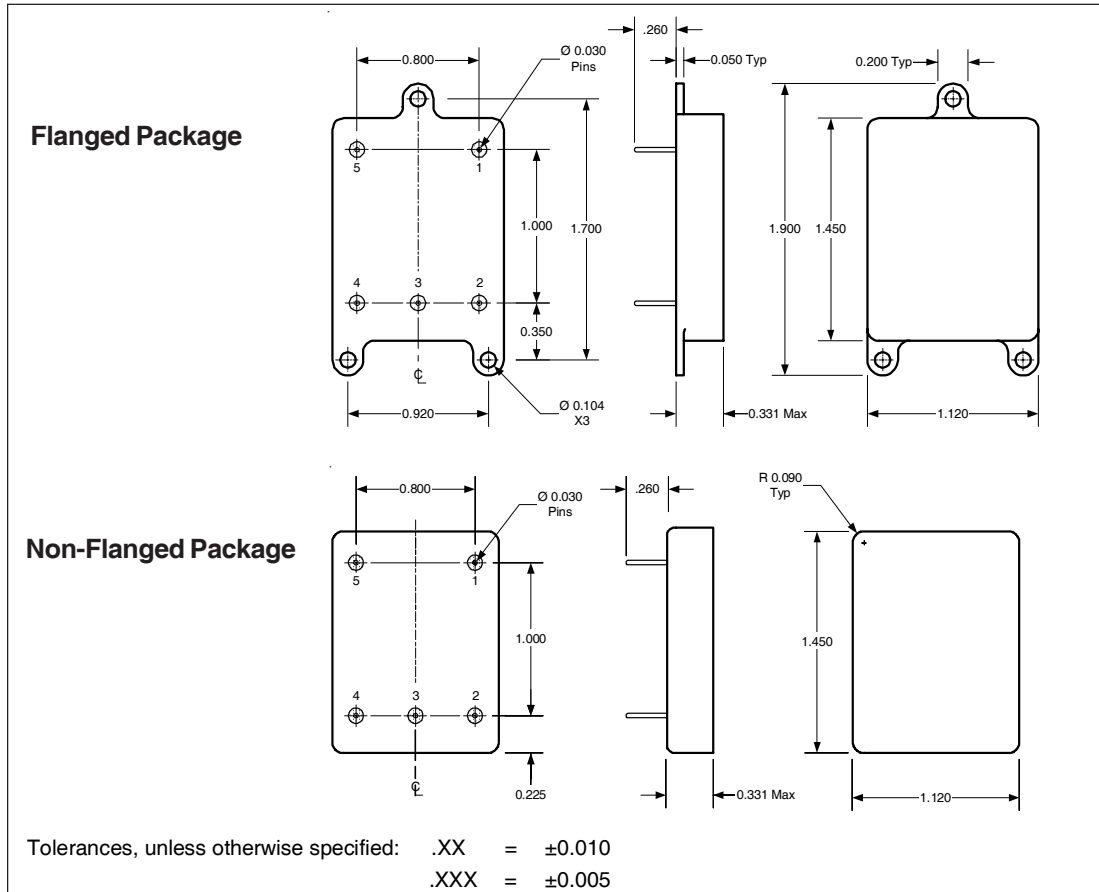 .260
Ø 0.030
Pins
0.800
0.050 Typ
0.200 Typ
Flanged Package
5
1
1.000
1.700
1.900
1.450
4
3
2
0.350
℄
Ø 0.104
X3
0.920
0.331 Max
1.120
0.800
Ø 0.030
Pins
.260
R 0.090
Typ
Non-Flanged Package
5
1
1.000
1.450
4
3
2
℄
0.225
0.331 Max
1.120
Tolerances, unless otherwise specified: .XX = ±0.010
.XXX = ±0.005